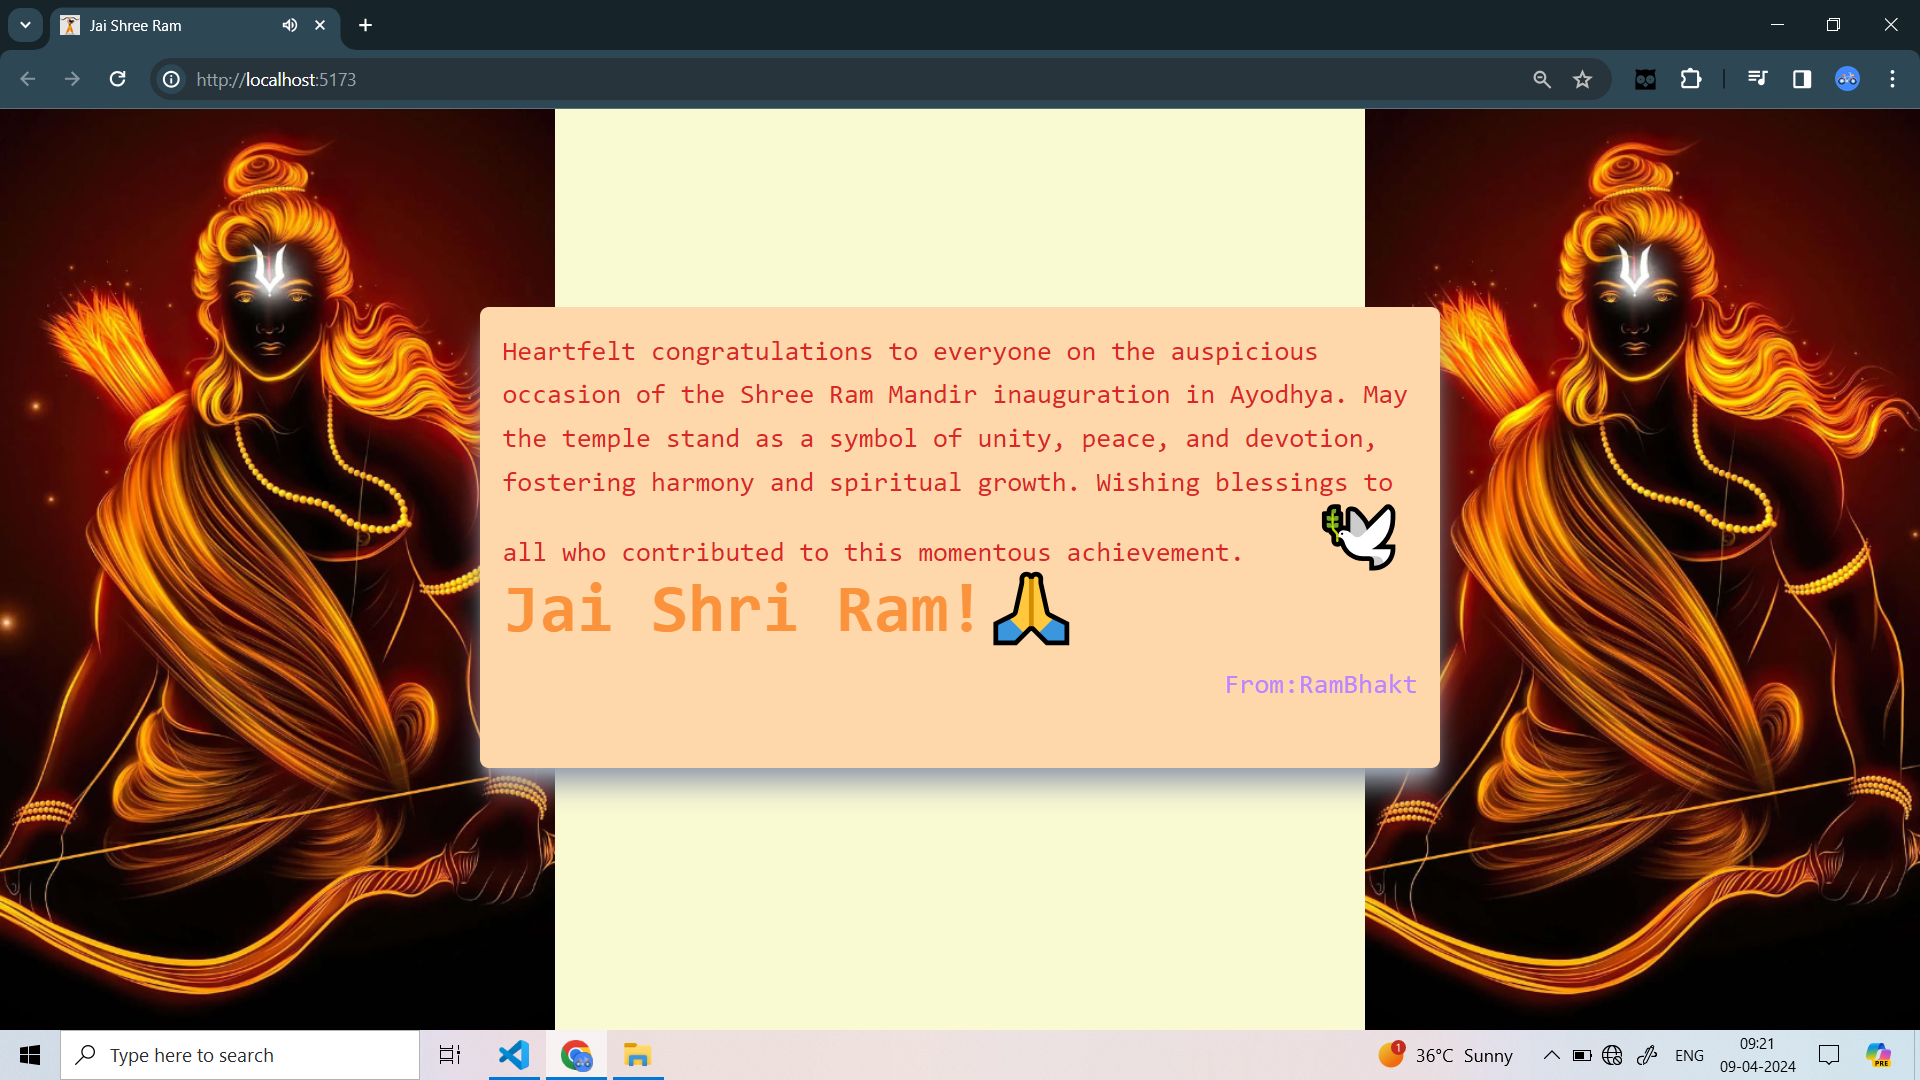 Jai Shree Ram
http://localhost:5173
Heartfelt congratulations to everyone on the auspicious
occasion of the Shree Ram Mandir inauguration in Ayodhya. May
the temple stand as a symbol of unity, peace, and devotion,
fostering harmony and spiritual growth. Wishing blessings to
all who contributed to this momentous achievement.
Jai Shri Ram!
From:RamBhakt
Type here to search
1
36°C Sunny
ENG
09:21
09-04-2024
PRE